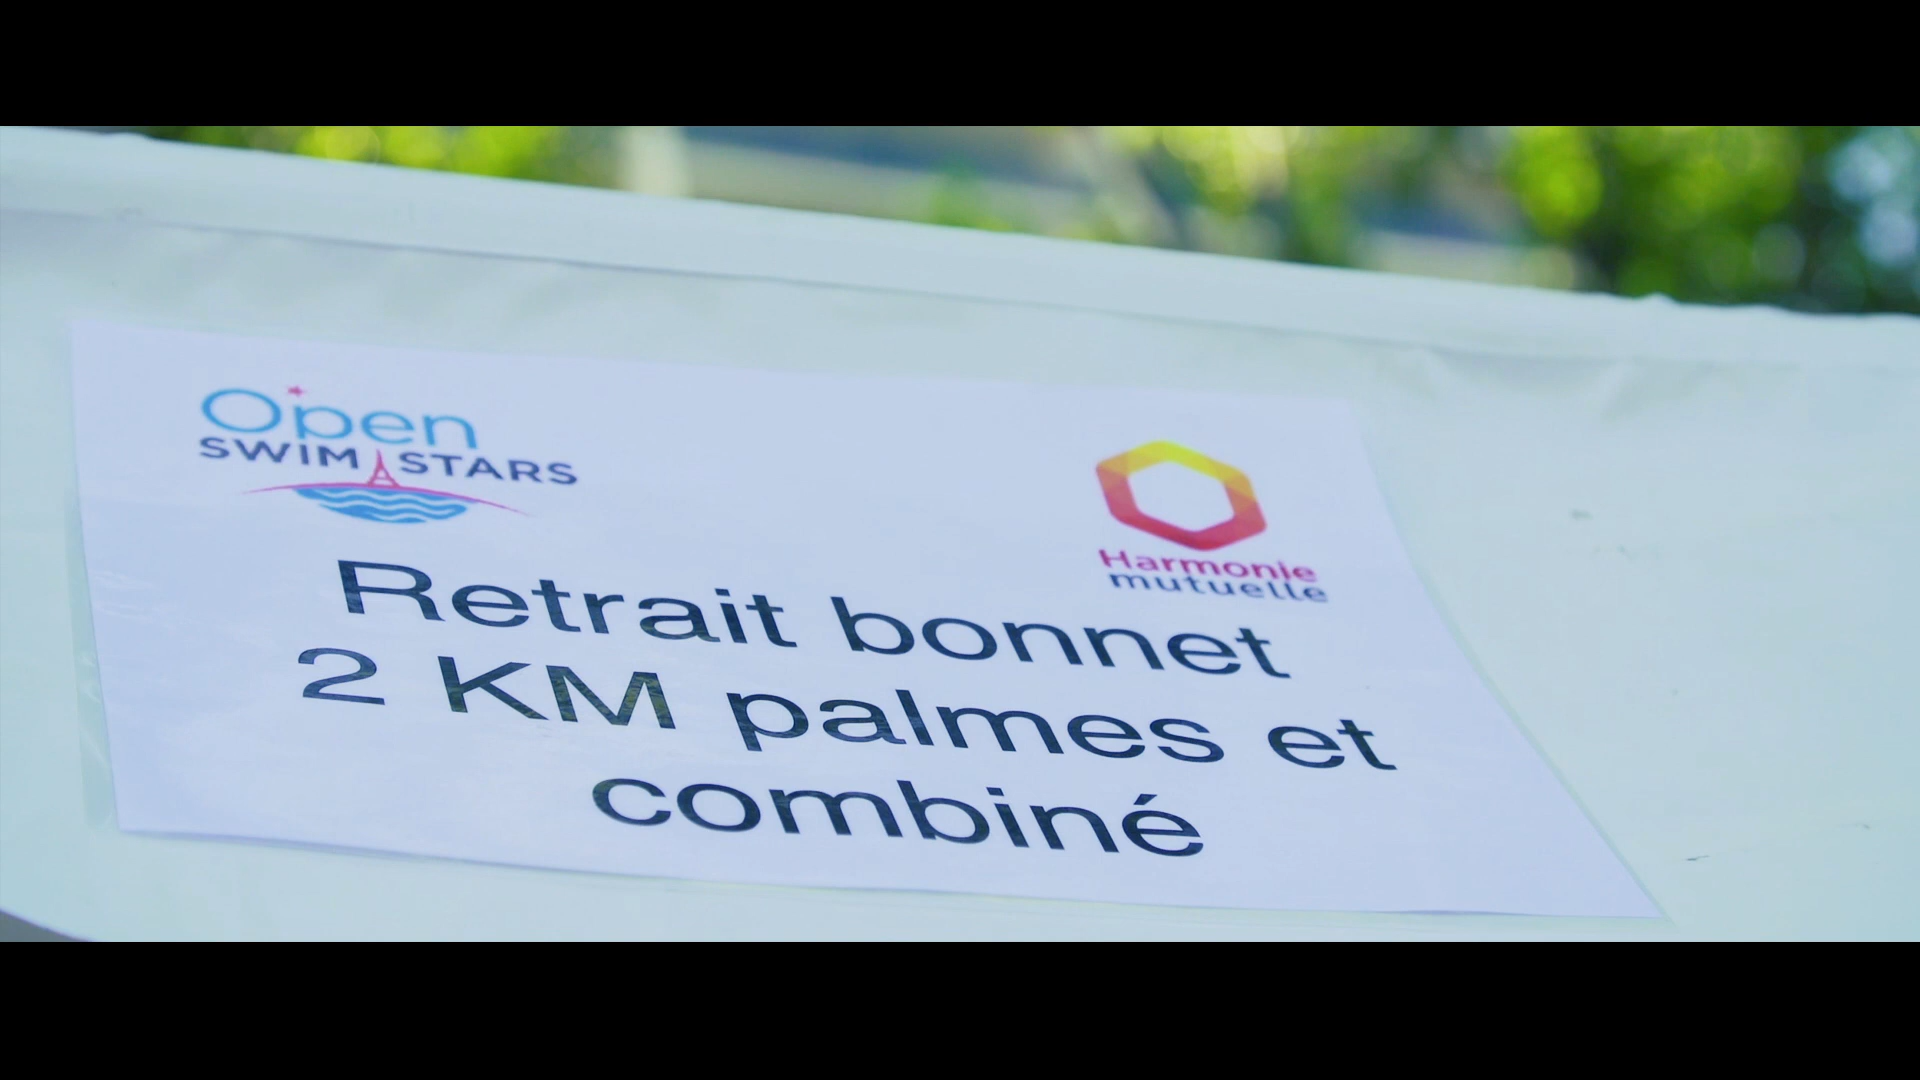 Open
SWIM STARS
Harmonie
mutuelle
Retrait bonnet
2 KM palmes et
combiné